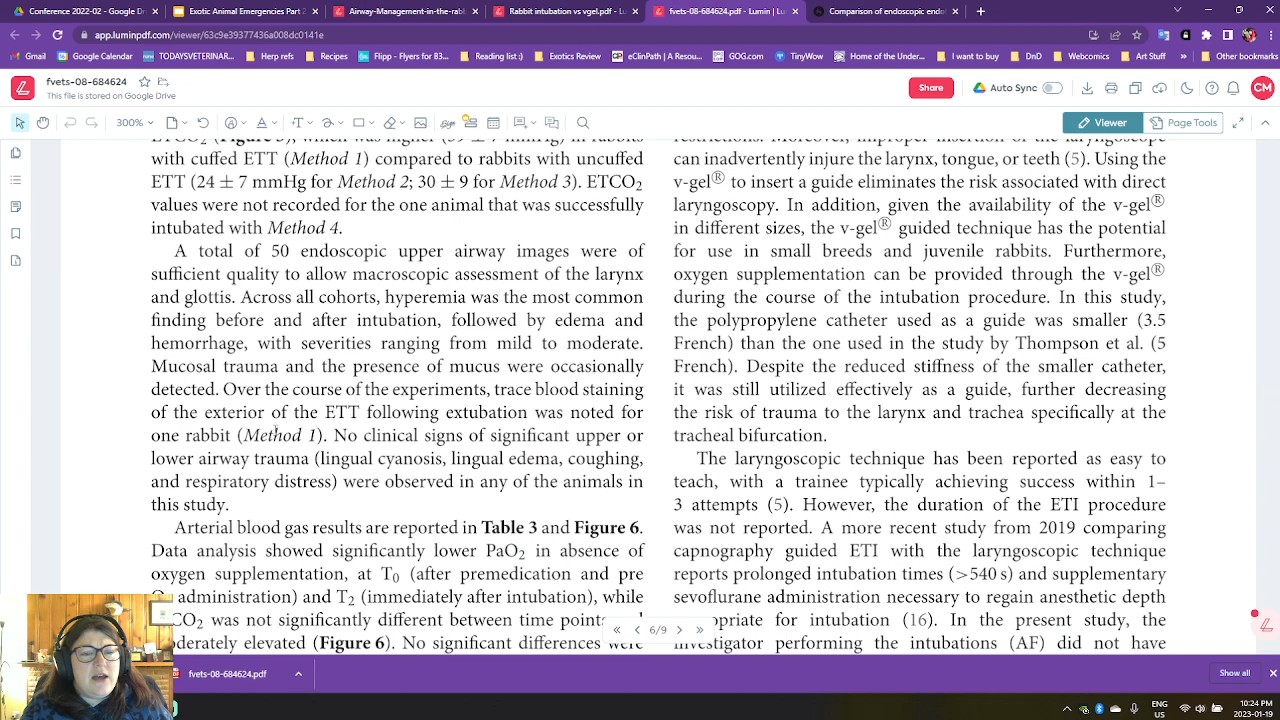 2022-02 - Google Drive
Exotic Animal Emergencies Part
Airway-Management-in-the-rab
Rabbit intubation vs vgel.pdf - Lu
fvets-08-684624.pdf - Lumin |
Comparison of endoscopic endo
app.luminpdf.com/viewer/63c9e39377436a008dc0141e
Gmail
Google Calendar
TODAYSVETERINAR...
Herp refs
Recipes
Flipp - Flyers for B3...
Reading list :)
Exotics Review
eClinPath | A Learni...
GOG.com
TinyWow
Home of the Under...
I want to buy
D&D
Webcomics
Art Stuff
»
Other bookmarks
fvets-08-684624
This file is stored on Google Drive
Share
Auto Sync
CM
300%
Viewer
Page Tools
with cuffed ETT (Method 1) compared to rabbits with uncuffed
ETT (24 ± 7 mmHg for Method 2; 30 ± 9 for Method 3). ETCO2
values were not recorded for the one animal that was successfully
intubated with Method 4.
A total of 50 endoscopic upper airway images were of
sufficient quality to allow macroscopic assessment of the larynx
and glottis. Across all cohorts, hyperemia was the most common
finding before and after intubation, followed by edema and
hemorrhage, with severities ranging from mild to moderate.
Mucosal trauma and the presence of mucus were occasionally
detected. Over the course of the experiments, trace blood staining
of the exterior of the ETT following extubation was noted for
one rabbit (Method 1). No clinical signs of significant upper or
lower airway trauma (lingual cyanosis, lingual edema, coughing,
and respiratory distress) were observed in any of the animals in
this study.
Arterial blood gas results are reported in Table 3 and Figure 6.
Data analysis showed significantly lower PaO2 in absence of
oxygen supplementation, at T0 (after premedication and pre
administration) and T2 (immediately after intubation), while
CO2 was not significantly different between time points
moderately elevated (Figure 6). No significant differences were
can inadvertently injure the larynx, tongue, or teeth (5). Using the
v-gel® to insert a guide eliminates the risk associated with direct
laryngoscopy. In addition, given the availability of the v-gel®
in different sizes, the v-gel® guided technique has the potential
for use in small breeds and juvenile rabbits. Furthermore,
oxygen supplementation can be provided through the v-gel®
during the course of the intubation procedure. In this study,
the polypropylene catheter used as a guide was smaller (3.5
French) than the one used in the study by Thompson et al. (5
French). Despite the reduced stiffness of the smaller catheter,
it was still utilized effectively as a guide, further decreasing
the risk of trauma to the larynx and trachea specifically at the
tracheal bifurcation.
The laryngoscopic technique has been reported as easy to
teach, with a trainee typically achieving success within 1–
3 attempts (5). However, the duration of the ETI procedure
was not reported. A more recent study from 2019 comparing
capnography guided ETI with the laryngoscopic technique
reports prolonged intubation times (>540 s) and supplementary
sevoflurane administration necessary to regain anesthetic depth
appropriate for intubation (16). In the present study, the
investigator performing the intubations (AF) did not have
6/9
fvets-08-684624.pdf
Show all
ENG
US
10:24 PM
2023-01-19